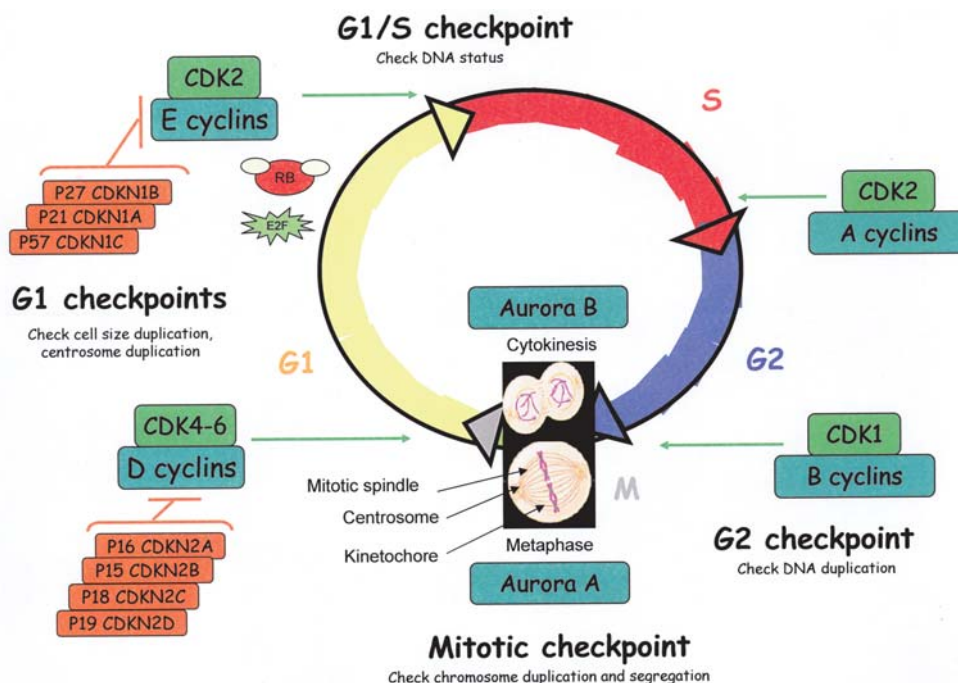 G1/S checkpoint
Check DNA status
CDK2
E cyclins
P27 CDKN1B
P21 CDKN1A
P57 CDKN1C
RB
E2F
S
CDK2
A cyclins
G1 checkpoints
Check cell size duplication,
centrosome duplication
G1
Aurora B
Cytokinesis
G2
CDK4-6
D cyclins
CDK1
B cyclins
Mitotic spindle
Centrosome
Kinetochore
M
Metaphase
Aurora A
P16 CDKN2A
P15 CDKN2B
P18 CDKN2C
P19 CDKN2D
G2 checkpoint
Check DNA duplication
Mitotic checkpoint
Check chromosome duplication and segregation